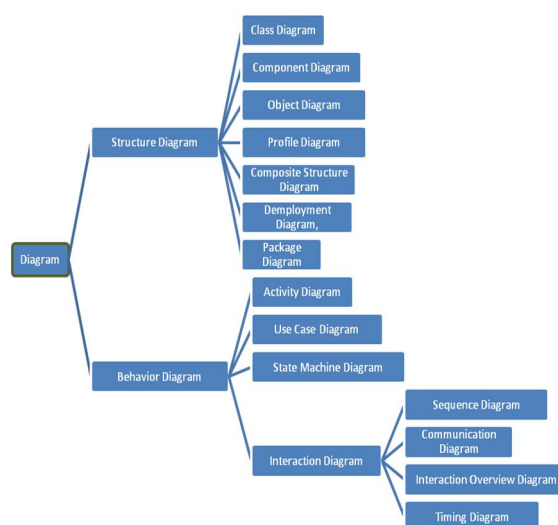 Class Diagram
Component Diagram
Object Diagram
Structure Diagram
Profile Diagram
Composite Structure
Diagram
Demployment
Diagram,
Package
Diagram
Diagram
Activity Diagram
Use Case Diagram
State Machine Diagram
Behavior Diagram
Sequence Diagram
Communication
Diagram
Interaction Diagram
Interaction Overview Diagram
Timing Diagram